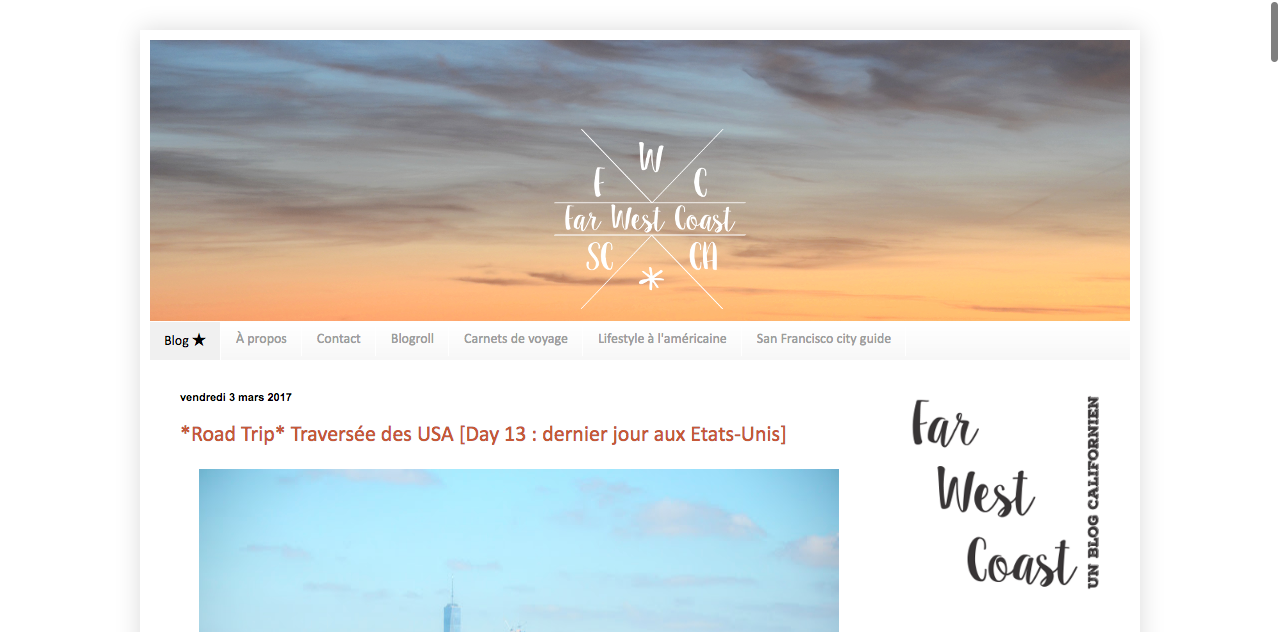 W
F C
Far West Coast
SC CA
Blog ★
À propos
Contact
Blogroll
Carnets de voyage
Lifestyle à l'américaine
San Francisco city guide
vendredi 3 mars 2017
*Road Trip* Traversée des USA [Day 13 : dernier jour aux Etats-Unis]
Far
West
Coast
UN BLOG CALIFORNIEN